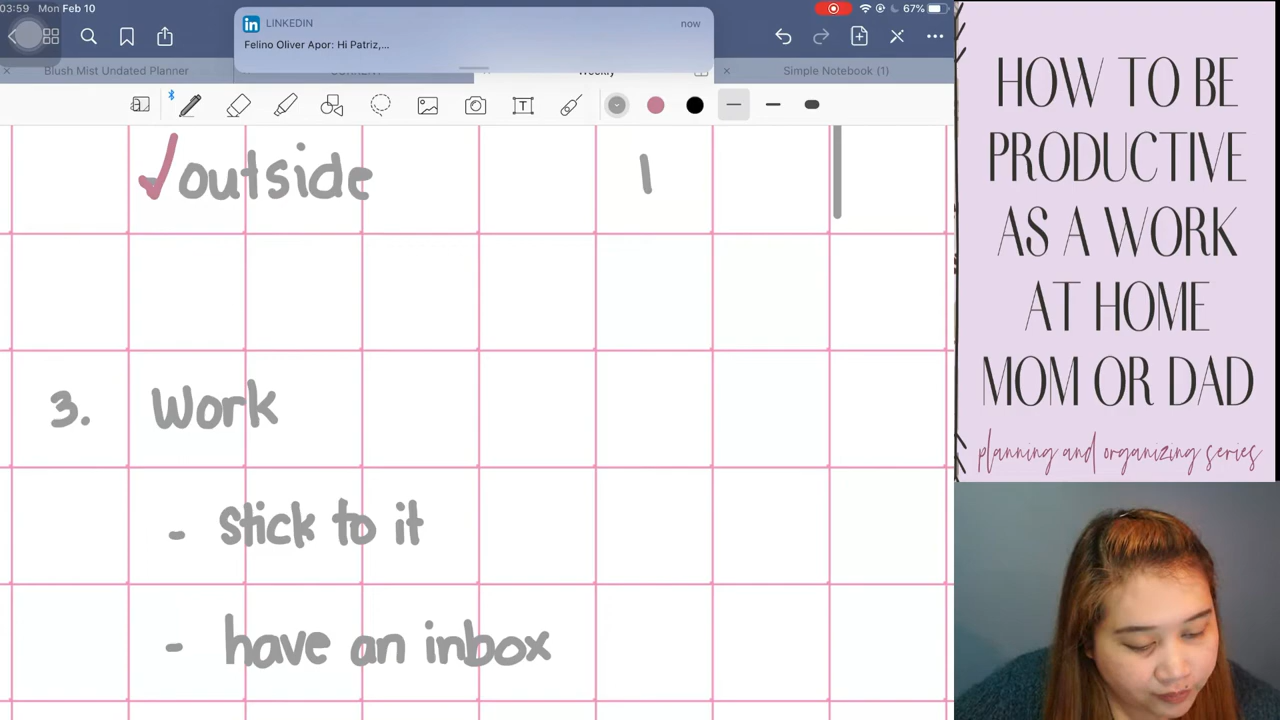 03:59 Mon Feb 10
67%
LINKEDIN
now
Felino Oliver Apor: Hi Patriz,...
Blush Mist Undated Planner
Weekly
Simple Notebook (1)
outside
1
3. Work
- stick to it
- have an inbox
HOW TO BE
PRODUCTIVE
AS A WORK
AT HOME
MOM OR DAD
planning and organizing series